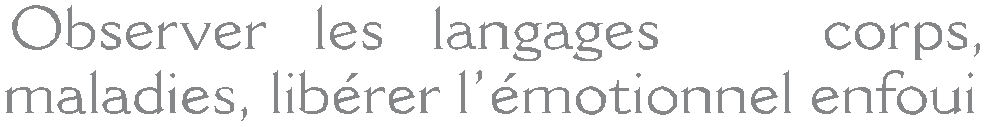 Observer les langages corps,
maladies, libérer l’émotionnel enfoui